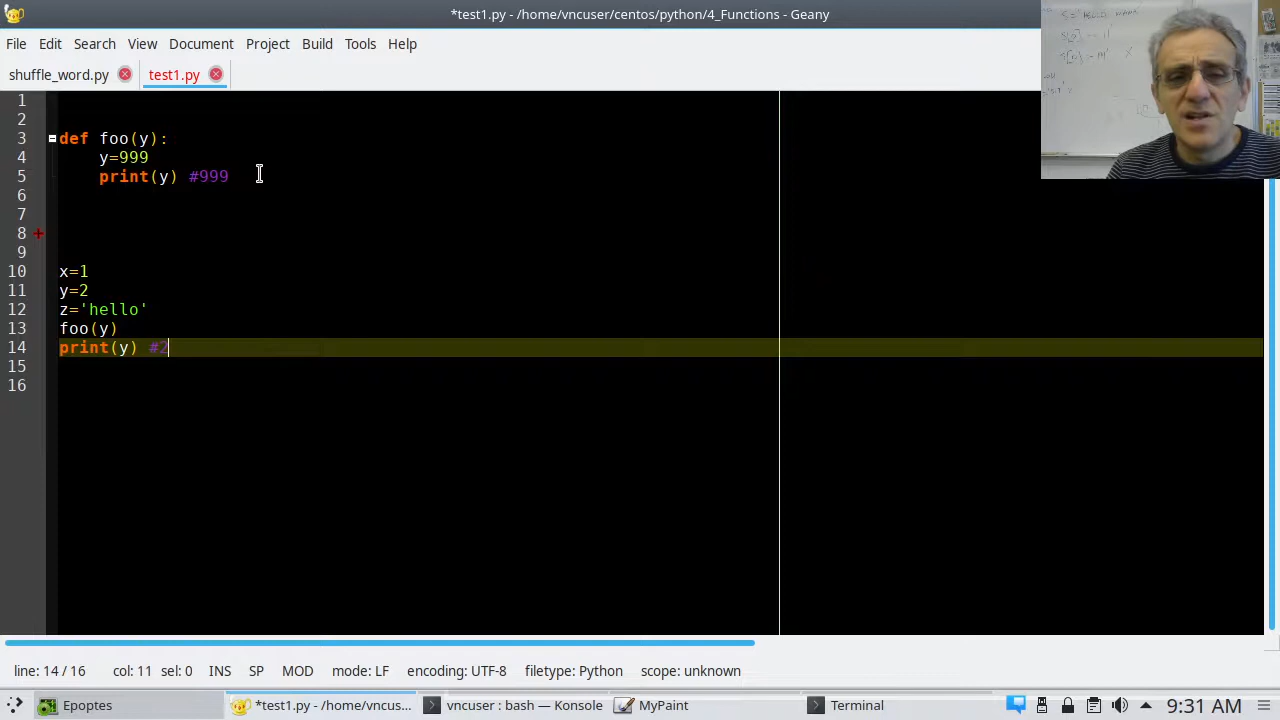 *test1.py - /home/vncuser/centos/python/4_Functions - Geany
File Edit Search View Document Project Build Tools Help
shuffle_word.py test1.py
1
2
3 def foo(y):
4 y=999
5 print(y) #999
6
7
8
9
10 x=1
11 y=2
12 z='hello'
13 foo(y)
14 print(y) #2
15
16
line: 14 / 16 col: 11 sel: 0 INS SP MOD mode: LF encoding: UTF-8 filetype: Python scope: unknown
Epoptes *test1.py - /home/vncus... vncuser : bash — Konsole MyPaint Terminal 9:31 AM